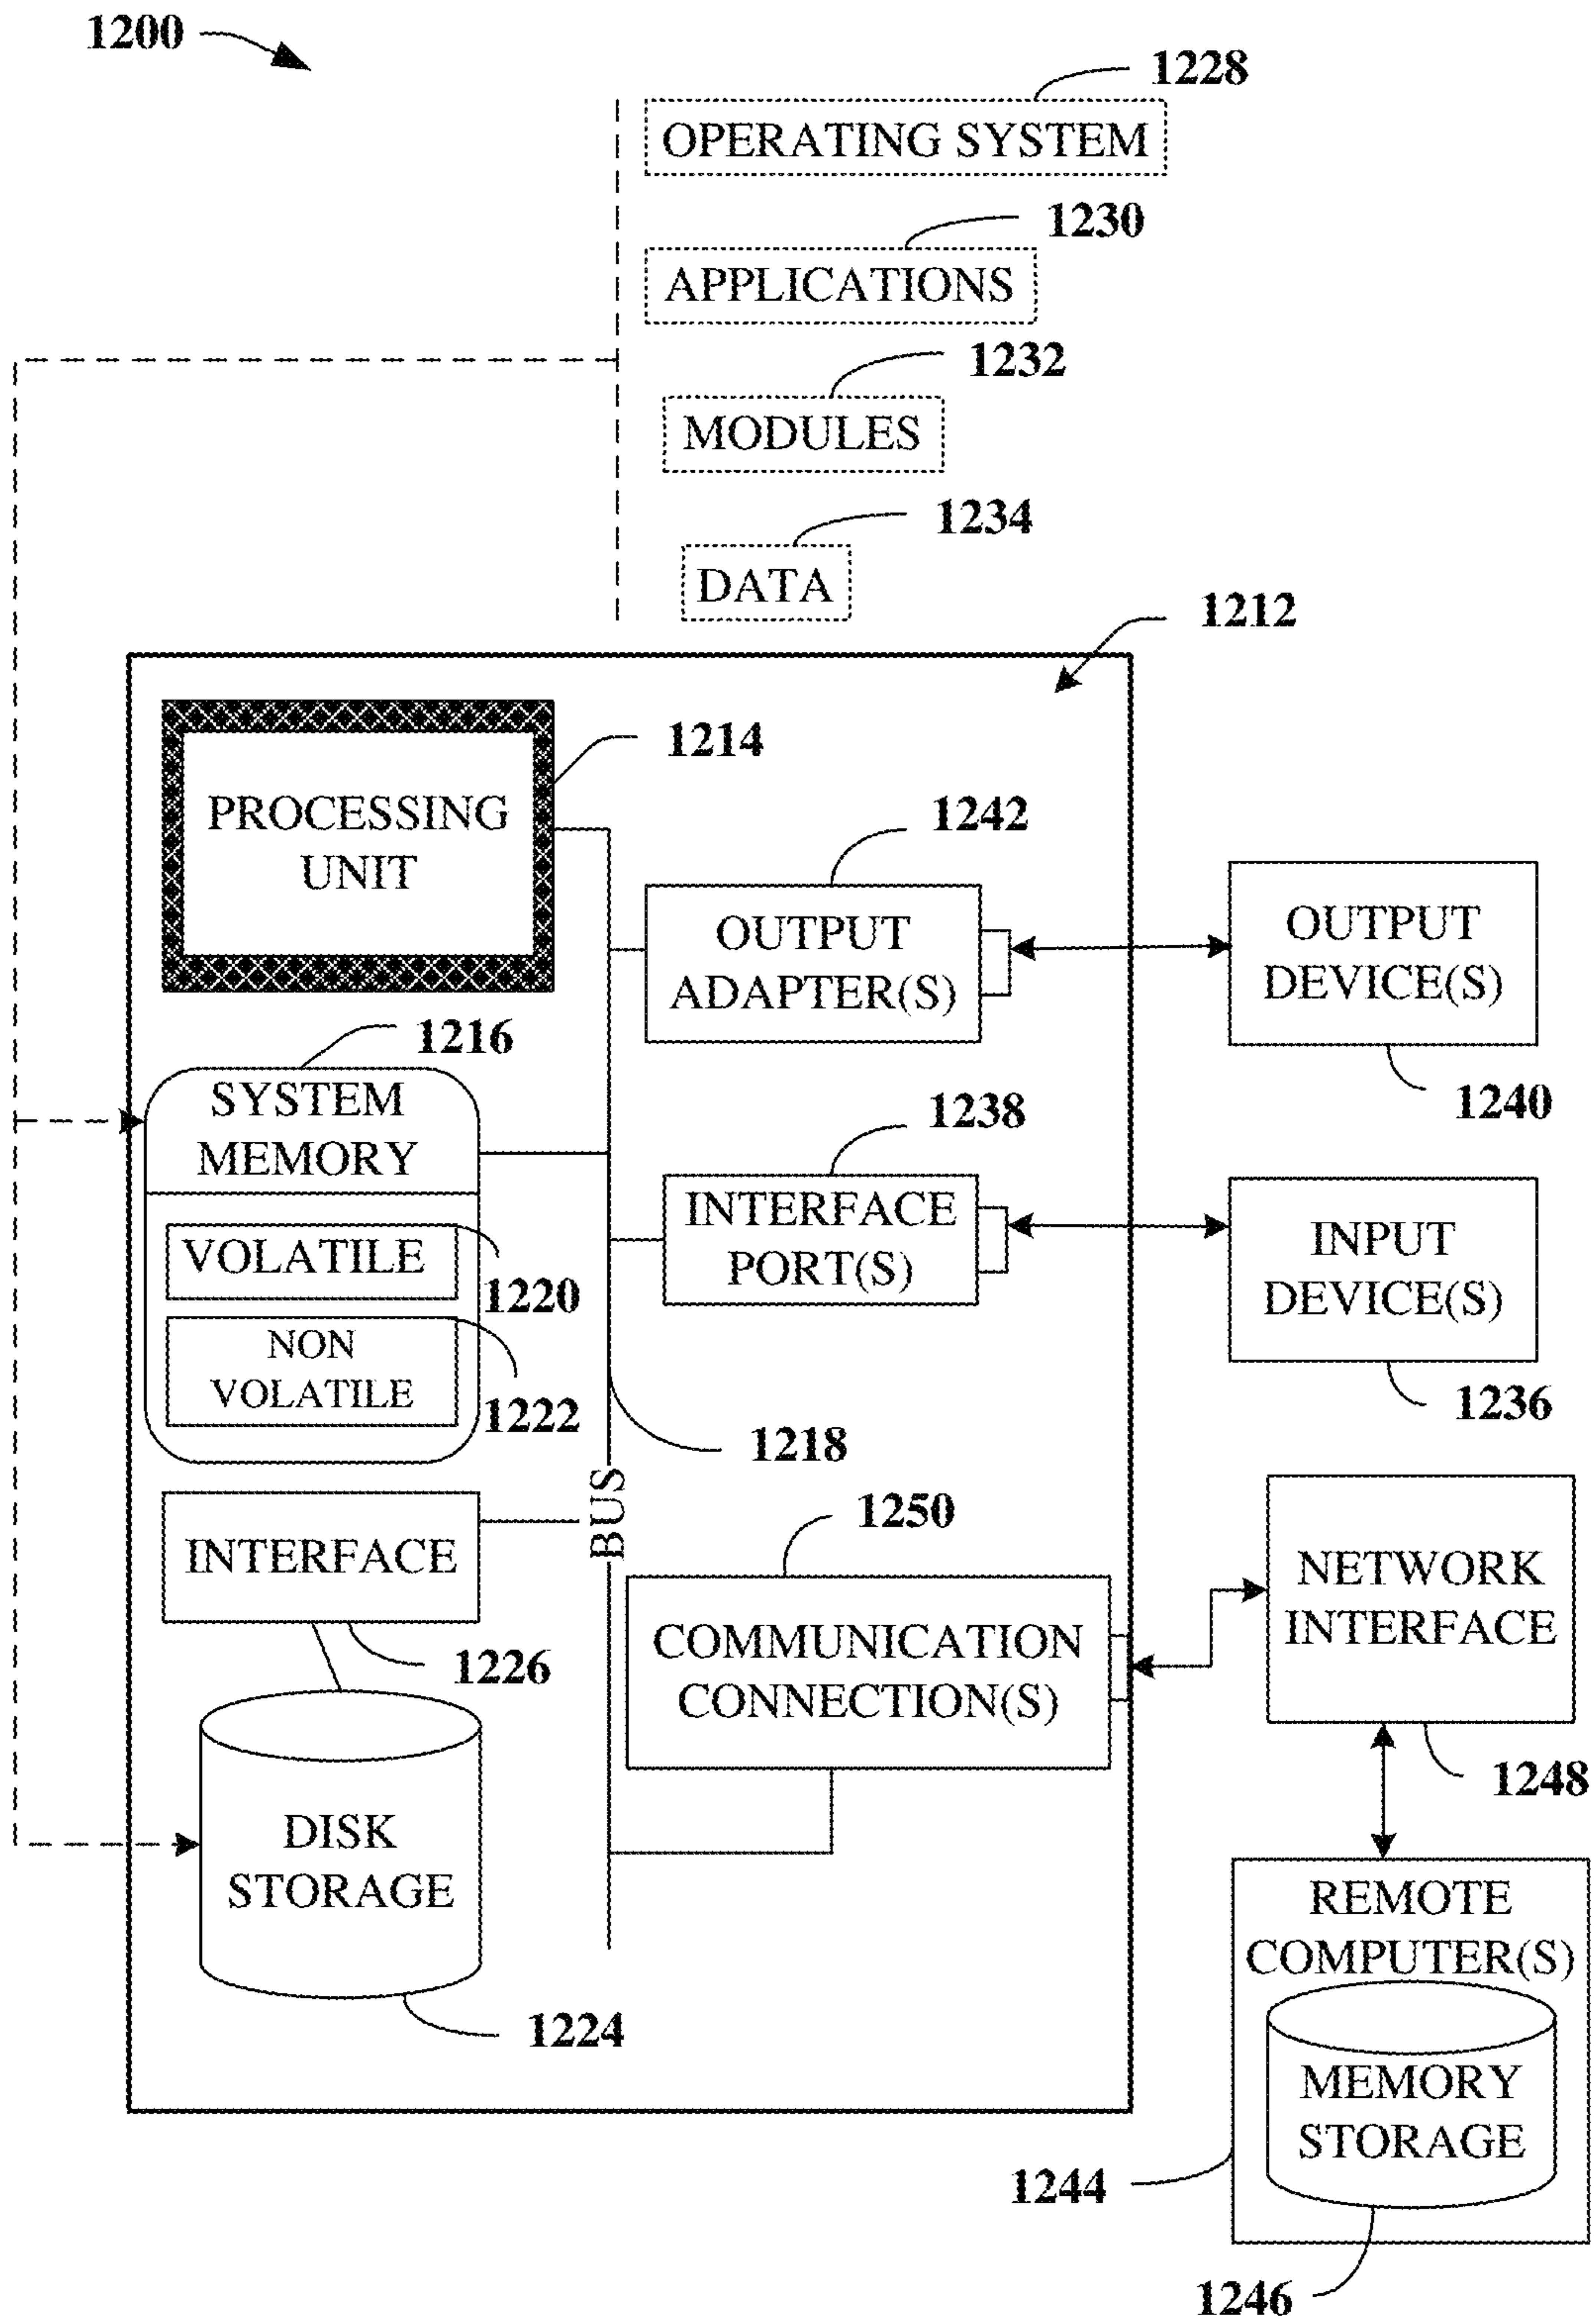 1200
1228
OPERATING SYSTEM
1230
APPLICATIONS
1232
MODULES
1234
DATA
1212
1214
PROCESSING
UNIT
1242
OUTPUT
ADAPTER(S)
OUTPUT
DEVICE(S)
1240
1216
SYSTEM
MEMORY
1238
INTERFACE
PORT(S)
INPUT
DEVICE(S)
1236
VOLATILE
1220
NON
VOLATILE
1222
1218
BUS
INTERFACE
1226
1250
COMMUNICATION
CONNECTION(S)
NETWORK
INTERFACE
1248
DISK
STORAGE
1224
REMOTE
COMPUTER(S)
MEMORY
STORAGE
1244
1246